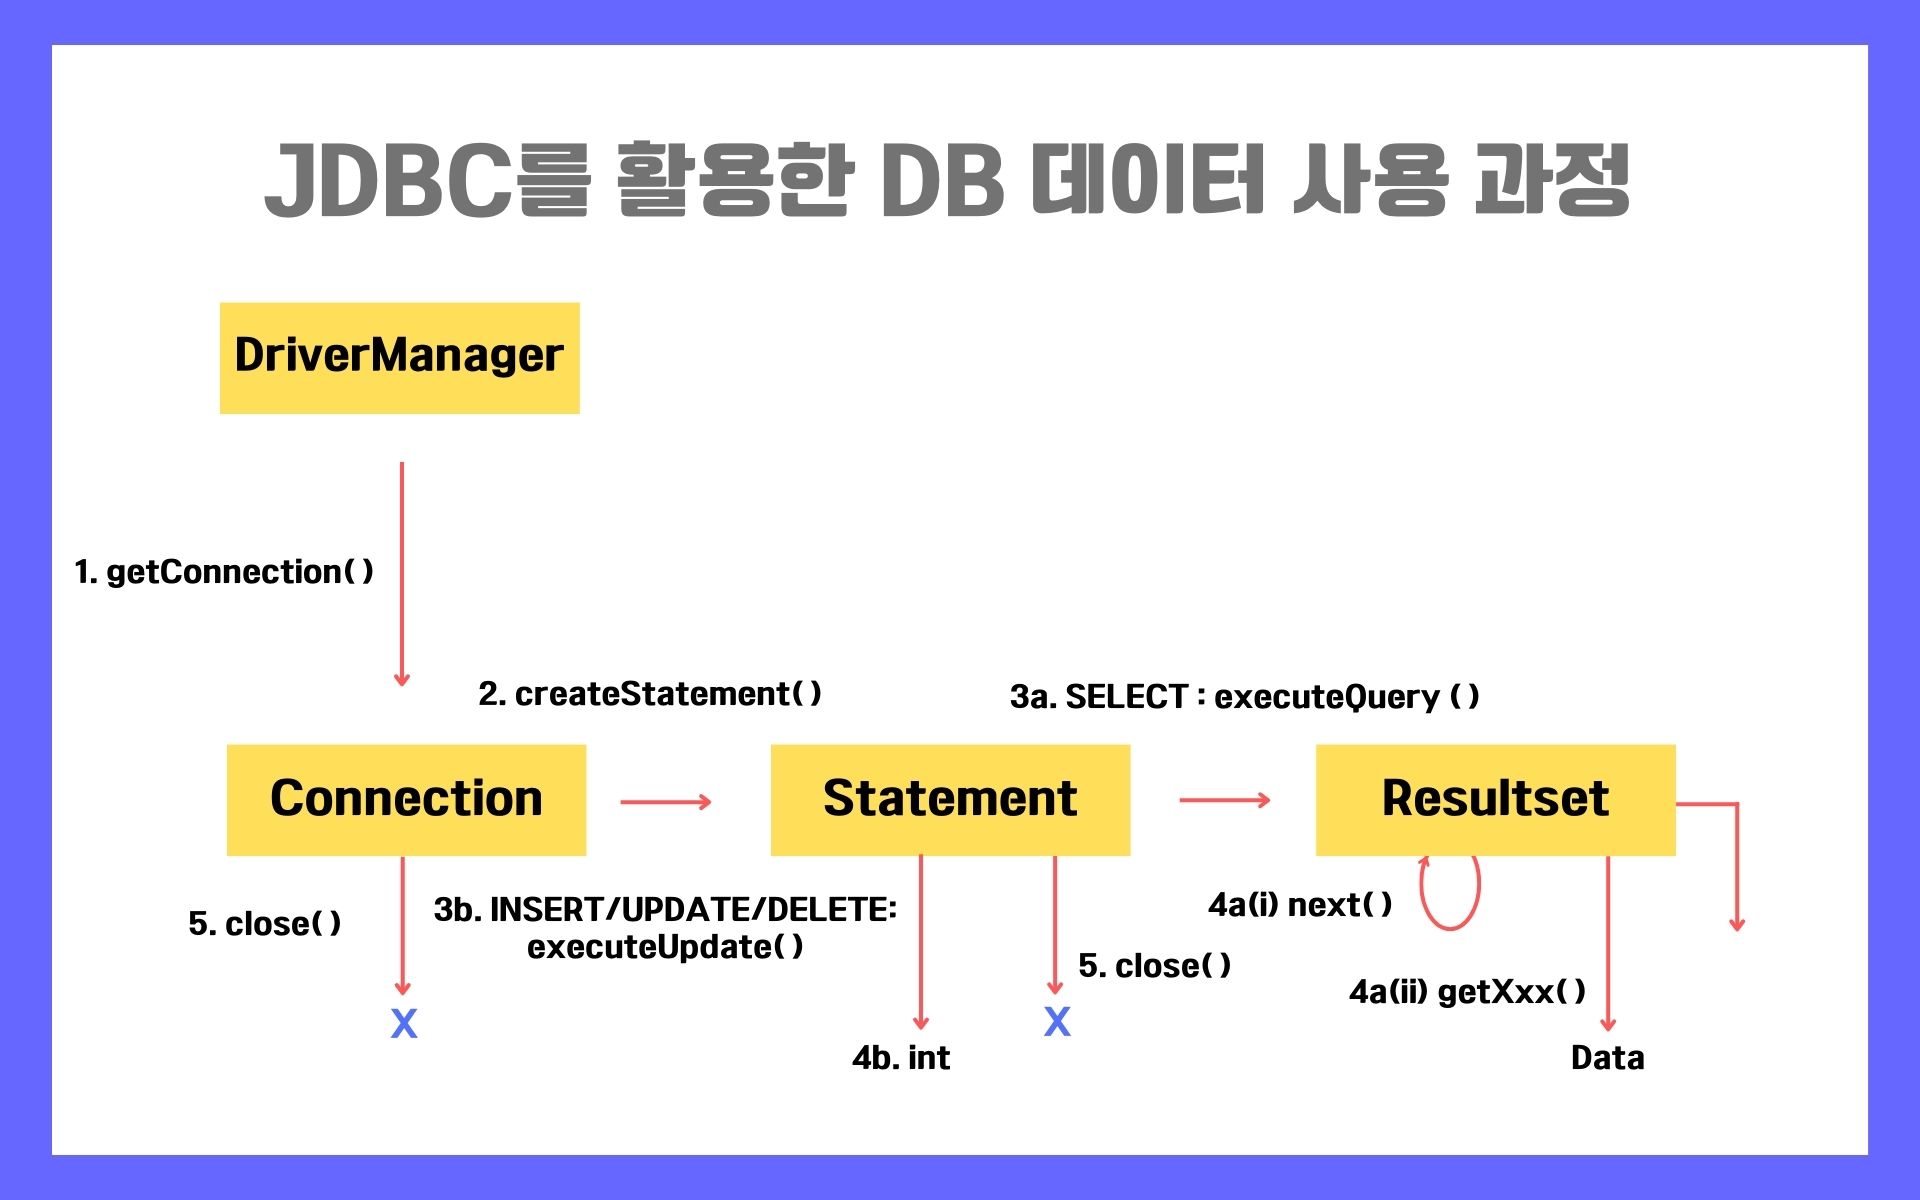 JDBC를 활용한 DB 데이터 사용 과정
DriverManager
1. getConnection( )
2. createStatement( )
3a. SELECT : executeQuery ( )
Connection
Statement
Resultset
5. close( )
3b. INSERT/UPDATE/DELETE:
executeUpdate( )
4a(i) next( )
5. close( )
4a(ii) getXxx( )
X
X
4b. int
Data